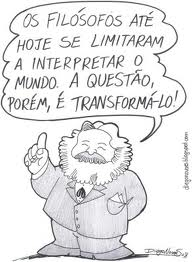 OS FILÓSOFOS ATÉ
HOJE SE LIMITARAM
A INTERPRETAR O
MUNDO. A QUESTÃO,
PORÉM, É TRANSFORMÁ-LO!